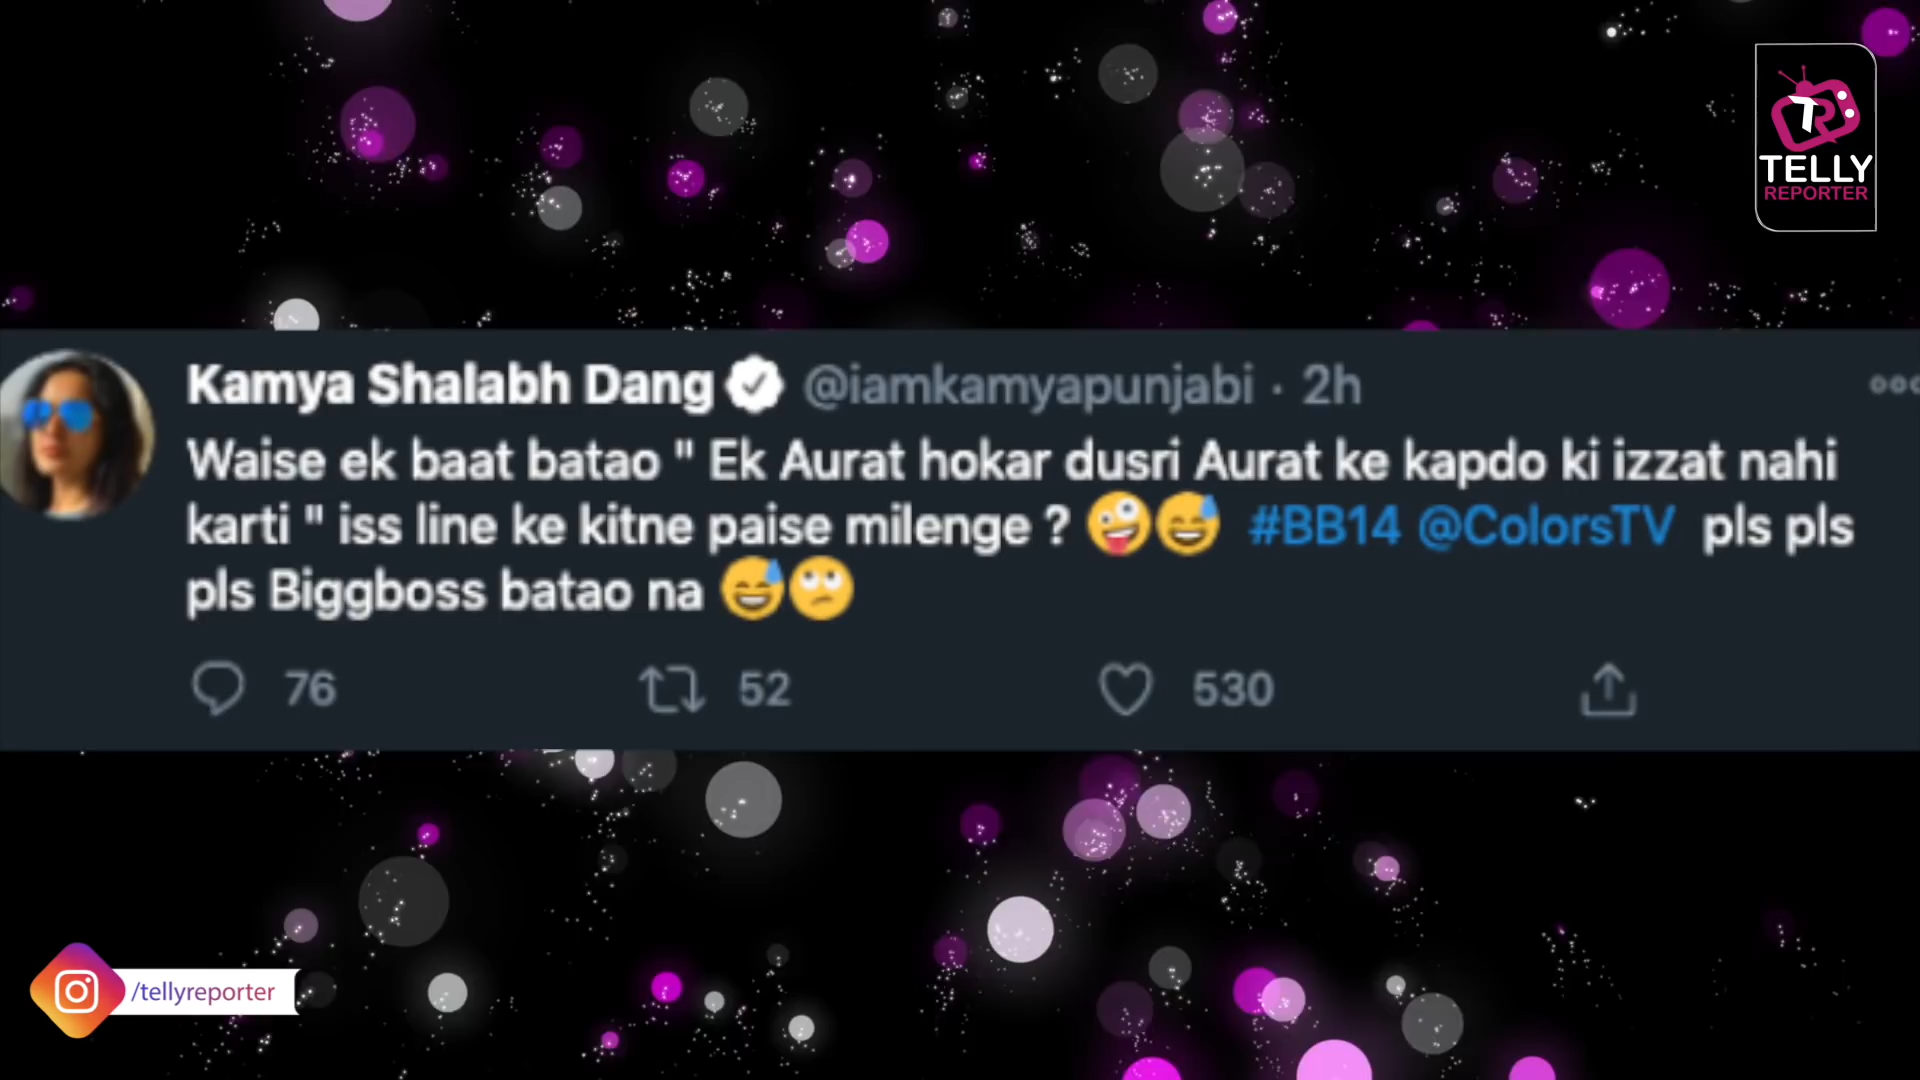 TR
TELLY
REPORTER
Kamya Shalabh Dang @iamkamyapunjabi · 2h
Waise ek baat batao " Ek Aurat hokar dusri Aurat ke kapdo ki izzat nahi
karti " iss line ke kitne paise milenge ? 🤪😅 #BB14 @ColorsTV pls pls
pls Biggboss batao na 😅🙄
76 52 530
/tellyreporter